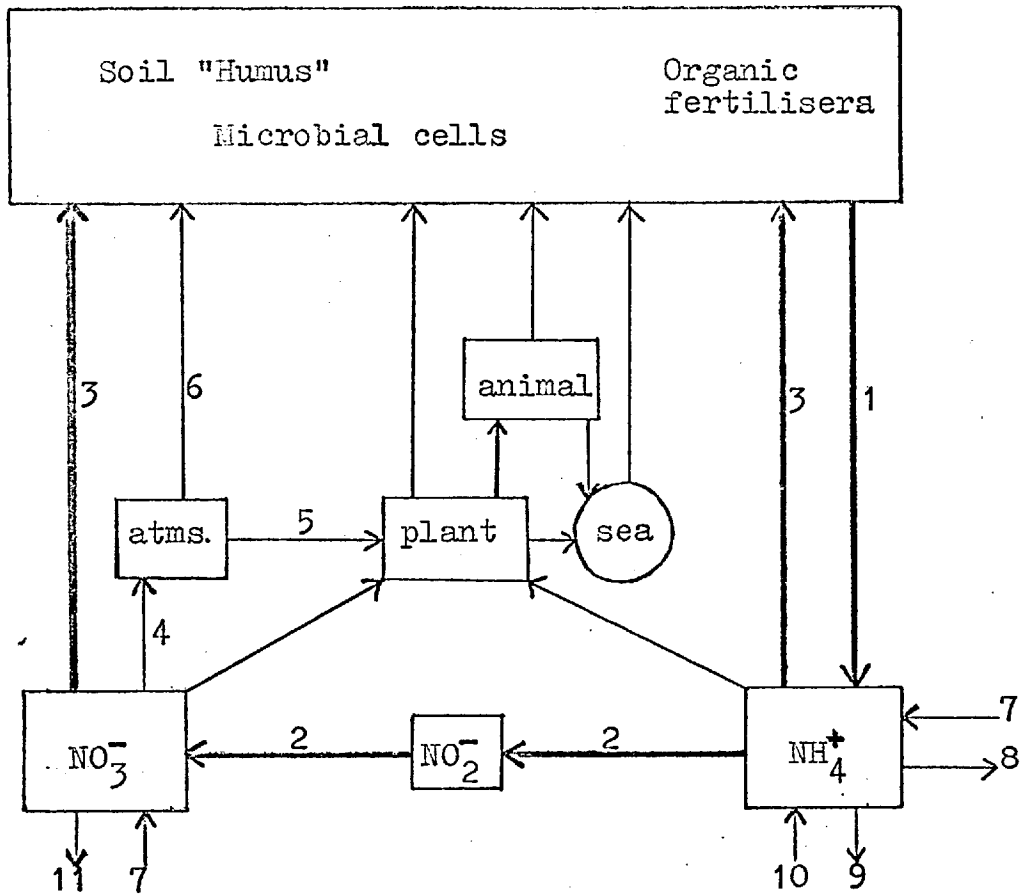 Soil "Humus"
Organic
fertilisera
Microbial cells
3
6
animal
3
1
atms.
5
plant
sea
4
NO₃⁻
2
NO₂⁻
2
NH₄⁺
7
8
11
7
10
9